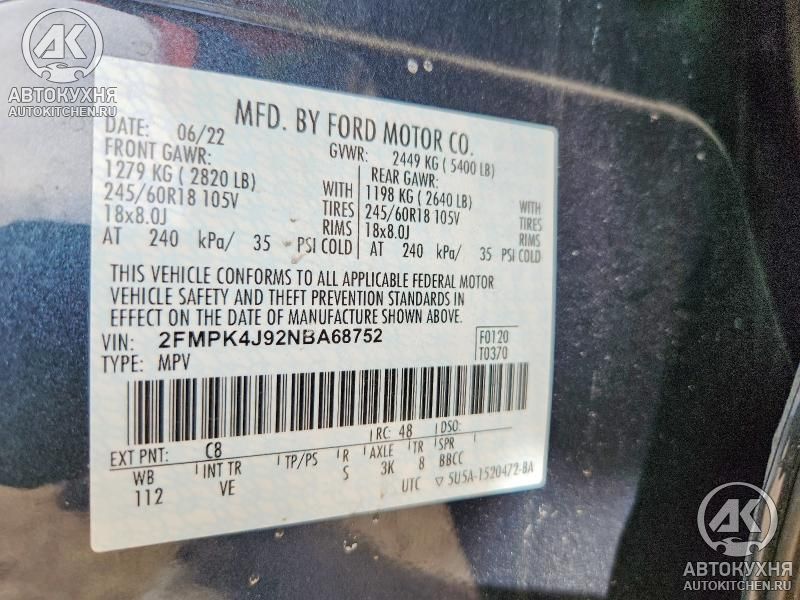 АК
АВТОКУХНЯ
AUTOKITCHEN.RU
MFD. BY FORD MOTOR CO.
DATE: 06/22 GVWR: 2449 KG ( 5400 LB)
FRONT GAWR: REAR GAWR:
1279 KG ( 2820 LB) WITH 1198 KG ( 2640 LB) WITH
245/60R18 105V TIRES 245/60R18 105V TIRES
18x8.0J RIMS 18x8.0J RIMS
AT 240 kPa/ 35 PSI COLD AT 240 kPa/ 35 PSI COLD
THIS VEHICLE CONFORMS TO ALL APPLICABLE FEDERAL MOTOR
VEHICLE SAFETY AND THEFT PREVENTION STANDARDS IN
EFFECT ON THE DATE OF MANUFACTURE SHOWN ABOVE.
VIN: 2FMPK4J92NBA68752 F0120
TYPE: MPV T0370
EXT PNT: C8 RC: 48 DSO:
WB INT TR TP/PS R AXLE TR SPR
112 VE S 3K 8 BBCC
UTC ▽ 5U5A-1520472-BA
АК
АВТОКУХНЯ
AUTOKITCHEN.RU